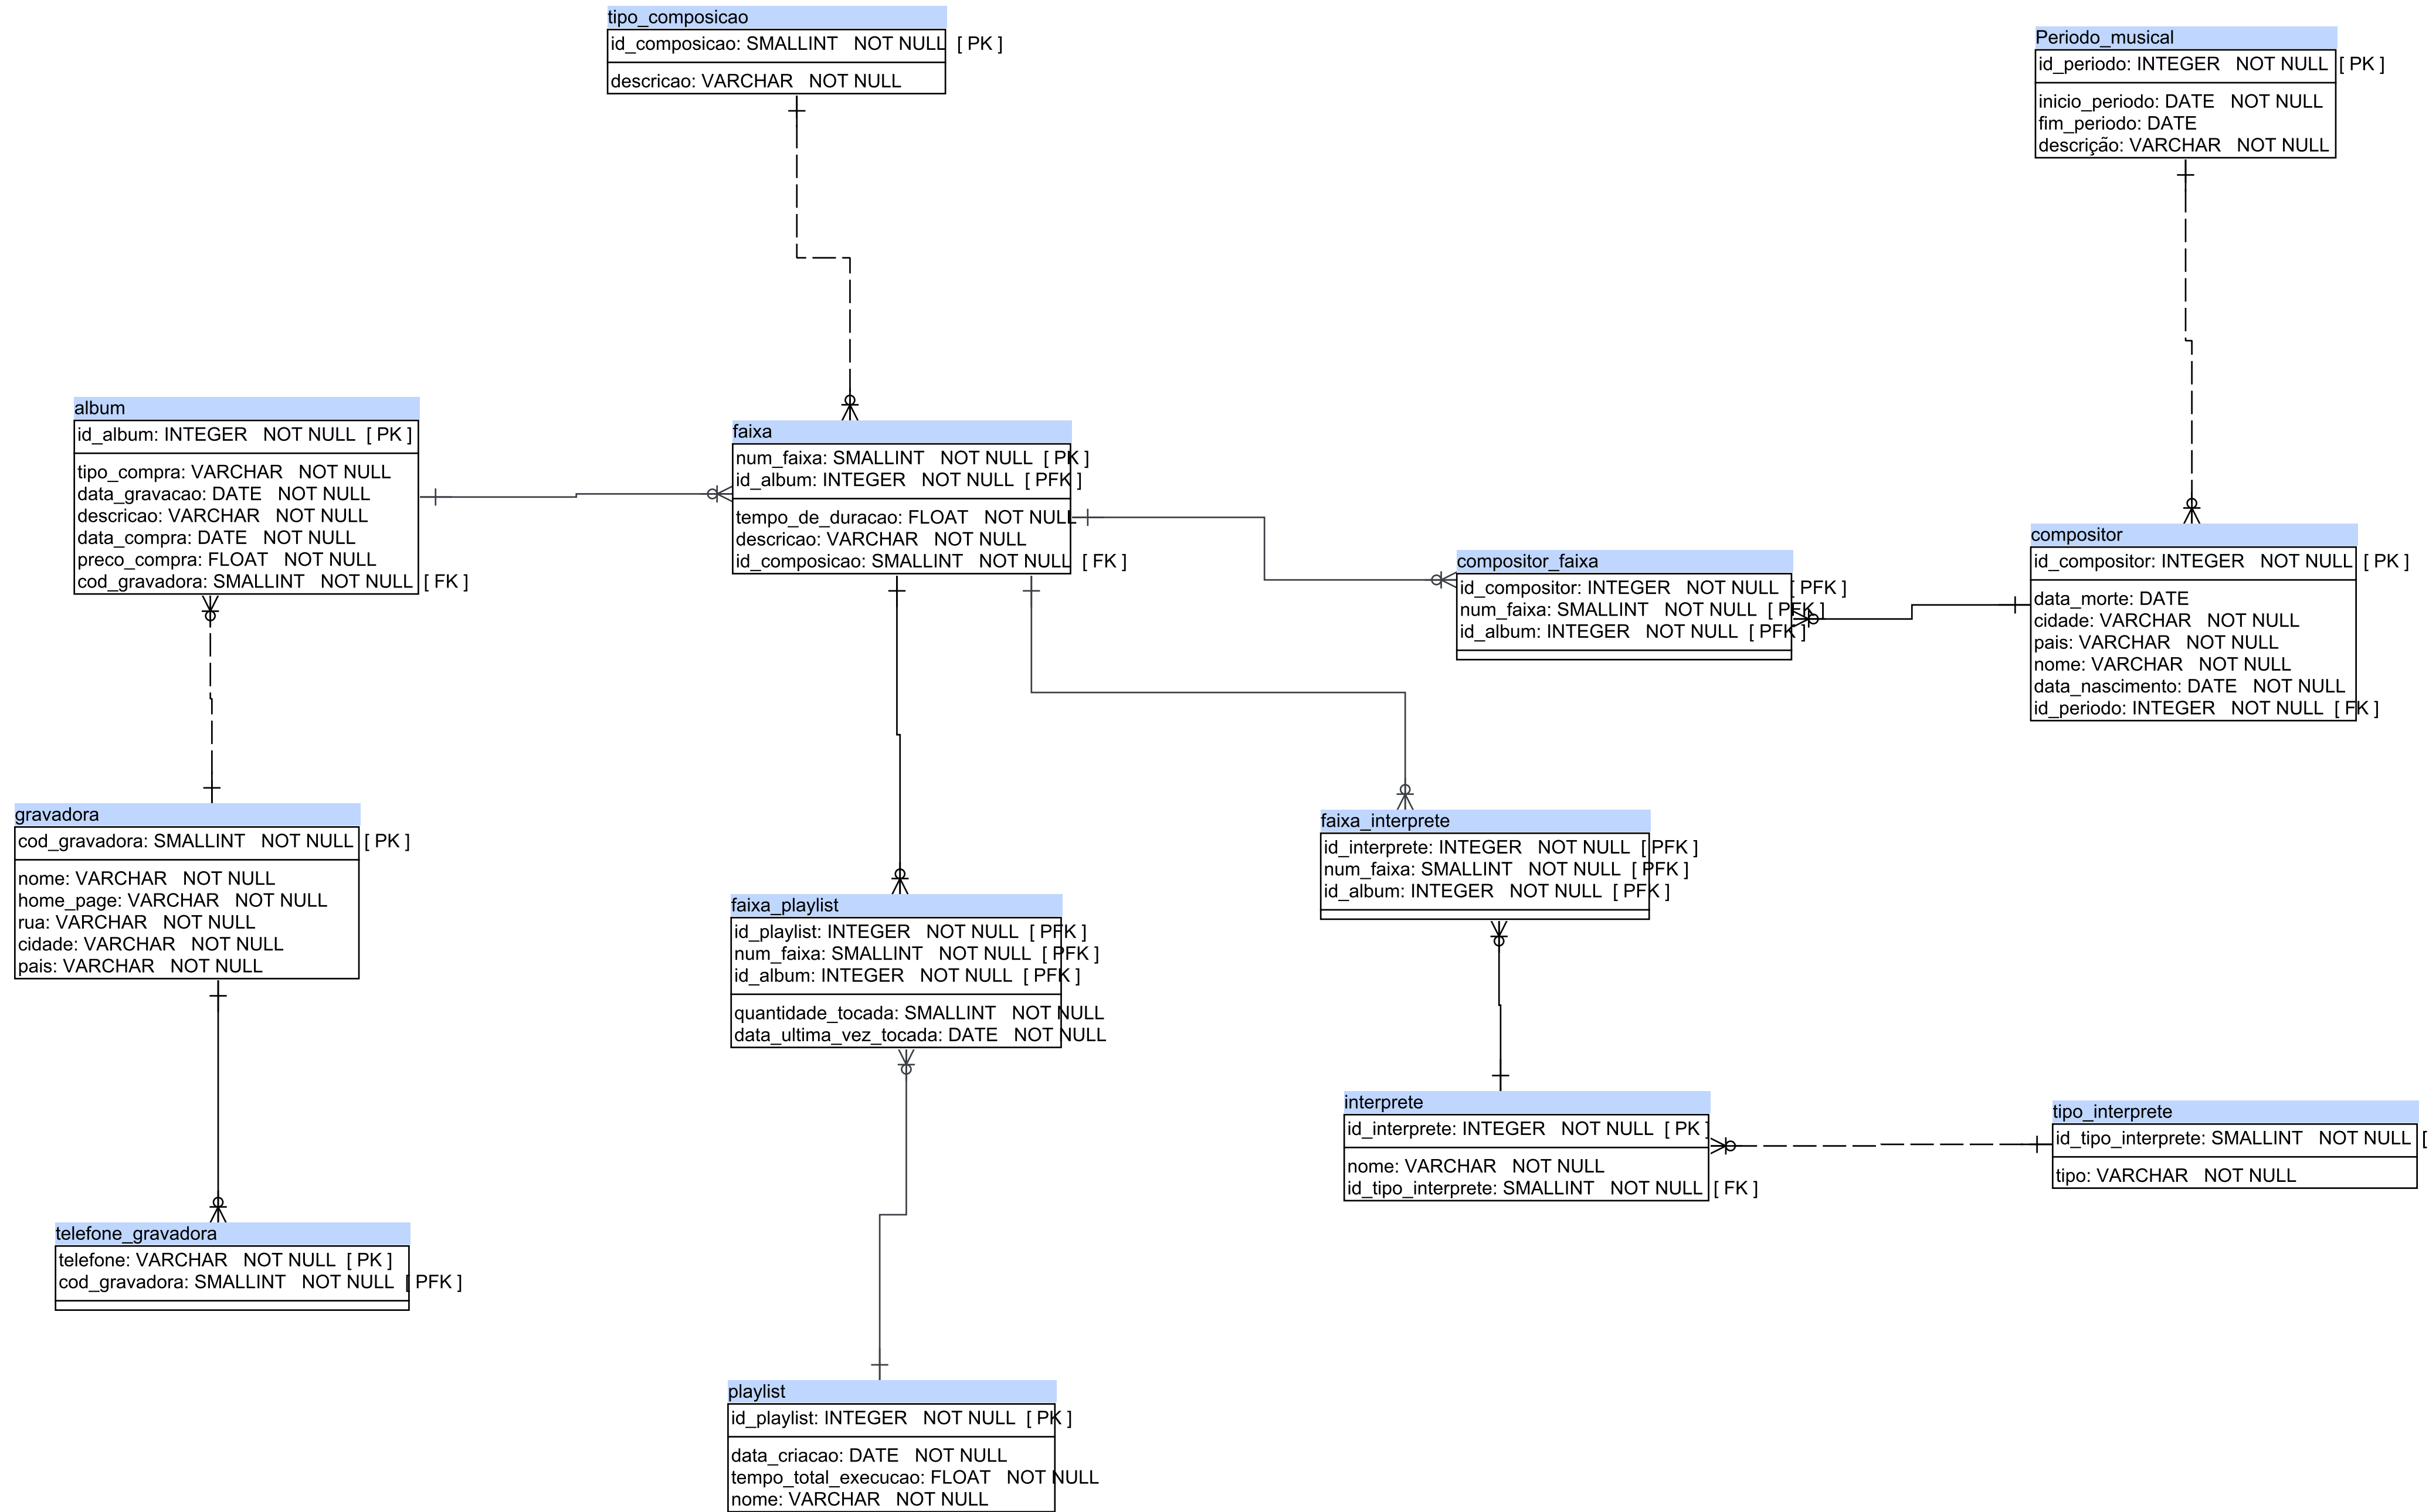 tipo_composicao
id_composicao: SMALLINT NOT NULL [ PK ]
descricao: VARCHAR NOT NULL
Periodo_musical
id_periodo: INTEGER NOT NULL [ PK ]
inicio_periodo: DATE NOT NULL
fim_periodo: DATE
descrição: VARCHAR NOT NULL
album
id_album: INTEGER NOT NULL [ PK ]
tipo_compra: VARCHAR NOT NULL
data_gravacao: DATE NOT NULL
descricao: VARCHAR NOT NULL
data_compra: DATE NOT NULL
preco_compra: FLOAT NOT NULL
cod_gravadora: SMALLINT NOT NULL [ FK ]
faixa
num_faixa: SMALLINT NOT NULL [ PK ]
id_album: INTEGER NOT NULL [ PFK ]
tempo_de_duracao: FLOAT NOT NULL
descricao: VARCHAR NOT NULL
id_composicao: SMALLINT NOT NULL [ FK ]
compositor_faixa
id_compositor: INTEGER NOT NULL [ PFK ]
num_faixa: SMALLINT NOT NULL [ PFK ]
id_album: INTEGER NOT NULL [ PFK ]
compositor
id_compositor: INTEGER NOT NULL [ PK ]
data_morte: DATE
cidade: VARCHAR NOT NULL
pais: VARCHAR NOT NULL
nome: VARCHAR NOT NULL
data_nascimento: DATE NOT NULL
id_periodo: INTEGER NOT NULL [ FK ]
gravadora
cod_gravadora: SMALLINT NOT NULL [ PK ]
nome: VARCHAR NOT NULL
home_page: VARCHAR NOT NULL
rua: VARCHAR NOT NULL
cidade: VARCHAR NOT NULL
pais: VARCHAR NOT NULL
faixa_playlist
id_playlist: INTEGER NOT NULL [ PFK ]
num_faixa: SMALLINT NOT NULL [ PFK ]
id_album: INTEGER NOT NULL [ PFK ]
quantidade_tocada: SMALLINT NOT NULL
data_ultima_vez_tocada: DATE NOT NULL
faixa_interprete
id_interprete: INTEGER NOT NULL [ PFK ]
num_faixa: SMALLINT NOT NULL [ PFK ]
id_album: INTEGER NOT NULL [ PFK ]
interprete
id_interprete: INTEGER NOT NULL [ PK ]
nome: VARCHAR NOT NULL
id_tipo_interprete: SMALLINT NOT NULL [ FK ]
tipo_interprete
id_tipo_interprete: SMALLINT NOT NULL [
tipo: VARCHAR NOT NULL
telefone_gravadora
telefone: VARCHAR NOT NULL [ PK ]
cod_gravadora: SMALLINT NOT NULL [ PFK ]
playlist
id_playlist: INTEGER NOT NULL [ PK ]
data_criacao: DATE NOT NULL
tempo_total_execucao: FLOAT NOT NULL
nome: VARCHAR NOT NULL